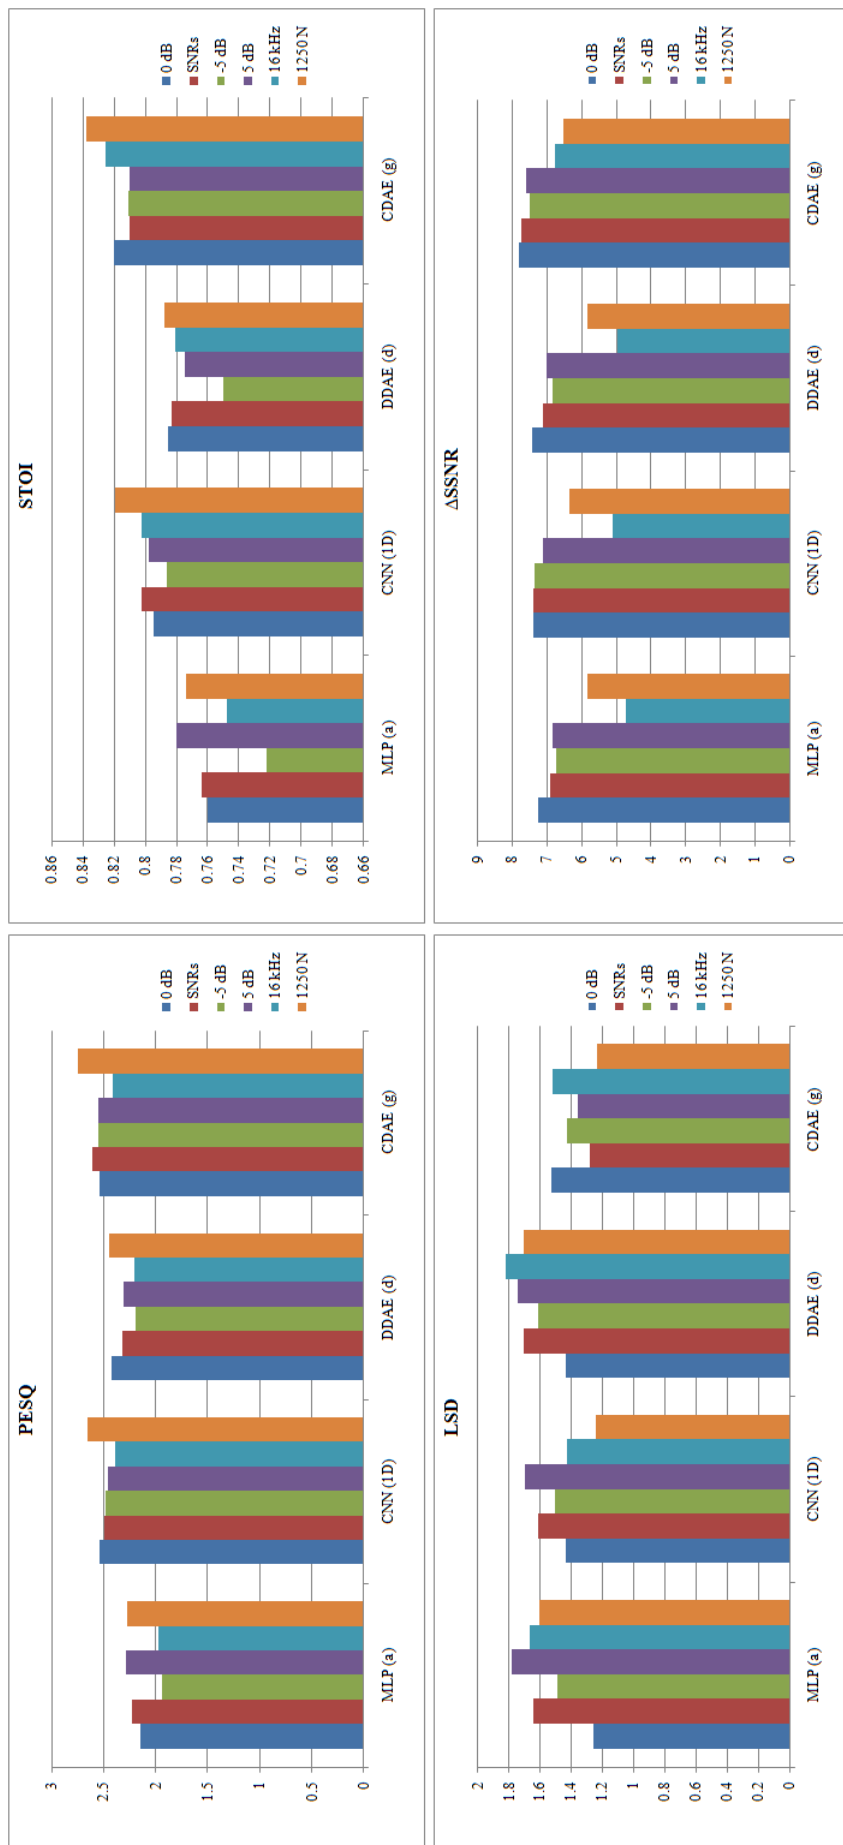 PESQ
3
2.5
2
1.5
1
0.5
0
MLP (a)
CNN (1D)
DDAE (d)
CDAE (g)
0 dB
SNRs
-5 dB
5 dB
16 kHz
1250 N
STOI
0.86
0.84
0.82
0.8
0.78
0.76
0.74
0.72
0.7
0.68
0.66
MLP (a)
CNN (1D)
DDAE (d)
CDAE (g)
0 dB
SNRs
-5 dB
5 dB
16 kHz
1250 N
LSD
2
1.8
1.6
1.4
1.2
1
0.8
0.6
0.4
0.2
0
MLP (a)
CNN (1D)
DDAE (d)
CDAE (g)
0 dB
SNRs
-5 dB
5 dB
16 kHz
1250 N
ΔSSNR
9
8
7
6
5
4
3
2
1
0
MLP (a)
CNN (1D)
DDAE (d)
CDAE (g)
0 dB
SNRs
-5 dB
5 dB
16 kHz
1250 N